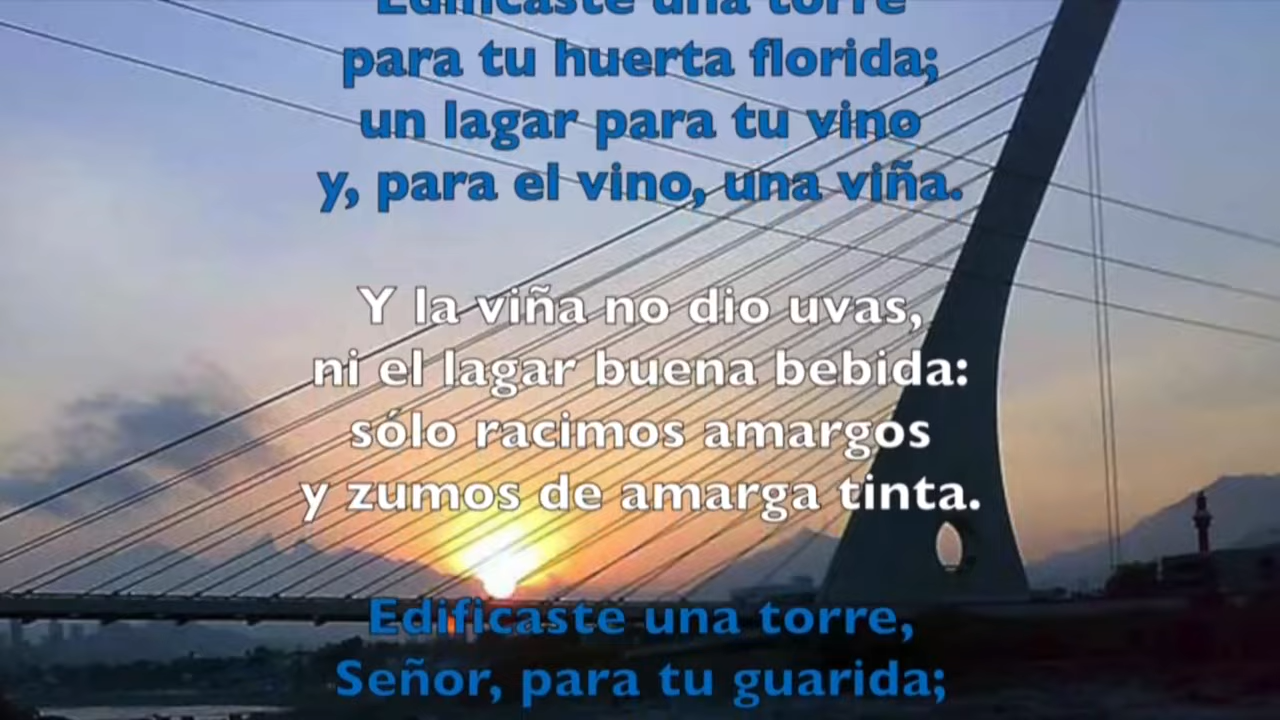 Edificaste una torre
para tu huerta florida;
un lagar para tu vino
y, para el vino, una viña.
Y la viña no dio uvas,
ni el lagar buena bebida:
sólo racimos amargos
y zumos de amarga tinta.
Edificaste una torre,
Señor, para tu guarida;